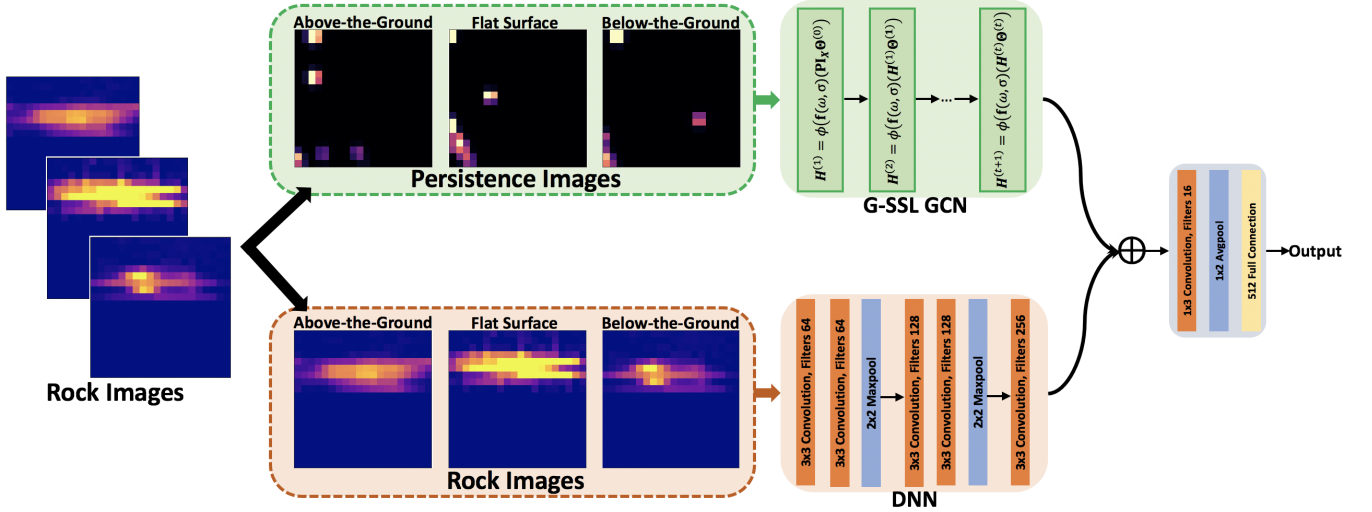 Above-the-Ground
Flat Surface
Below-the-Ground
Persistence Images
H⁽¹⁾ = ϕ(f(ω, σ)(PI_χ Θ⁽⁰⁾)
H⁽²⁾ = ϕ(f(ω, σ)(H⁽¹⁾Θ⁽¹⁾)
...
H⁽ᵗ⁺¹⁾ = ϕ(f(ω, σ)(H⁽ᵗ⁾Θ⁽ᵗ⁾)
G-SSL GCN
Rock Images
Above-the-Ground
Flat Surface
Below-the-Ground
Rock Images
3x3 Convolution, Filters 64
3x3 Convolution, Filters 64
2x2 Maxpool
3x3 Convolution, Filters 128
3x3 Convolution, Filters 128
2x2 Maxpool
3x3 Convolution, Filters 256
DNN
1x3 Convolution, Filters 16
1x2 Avgpool
512 Full Connection
Output